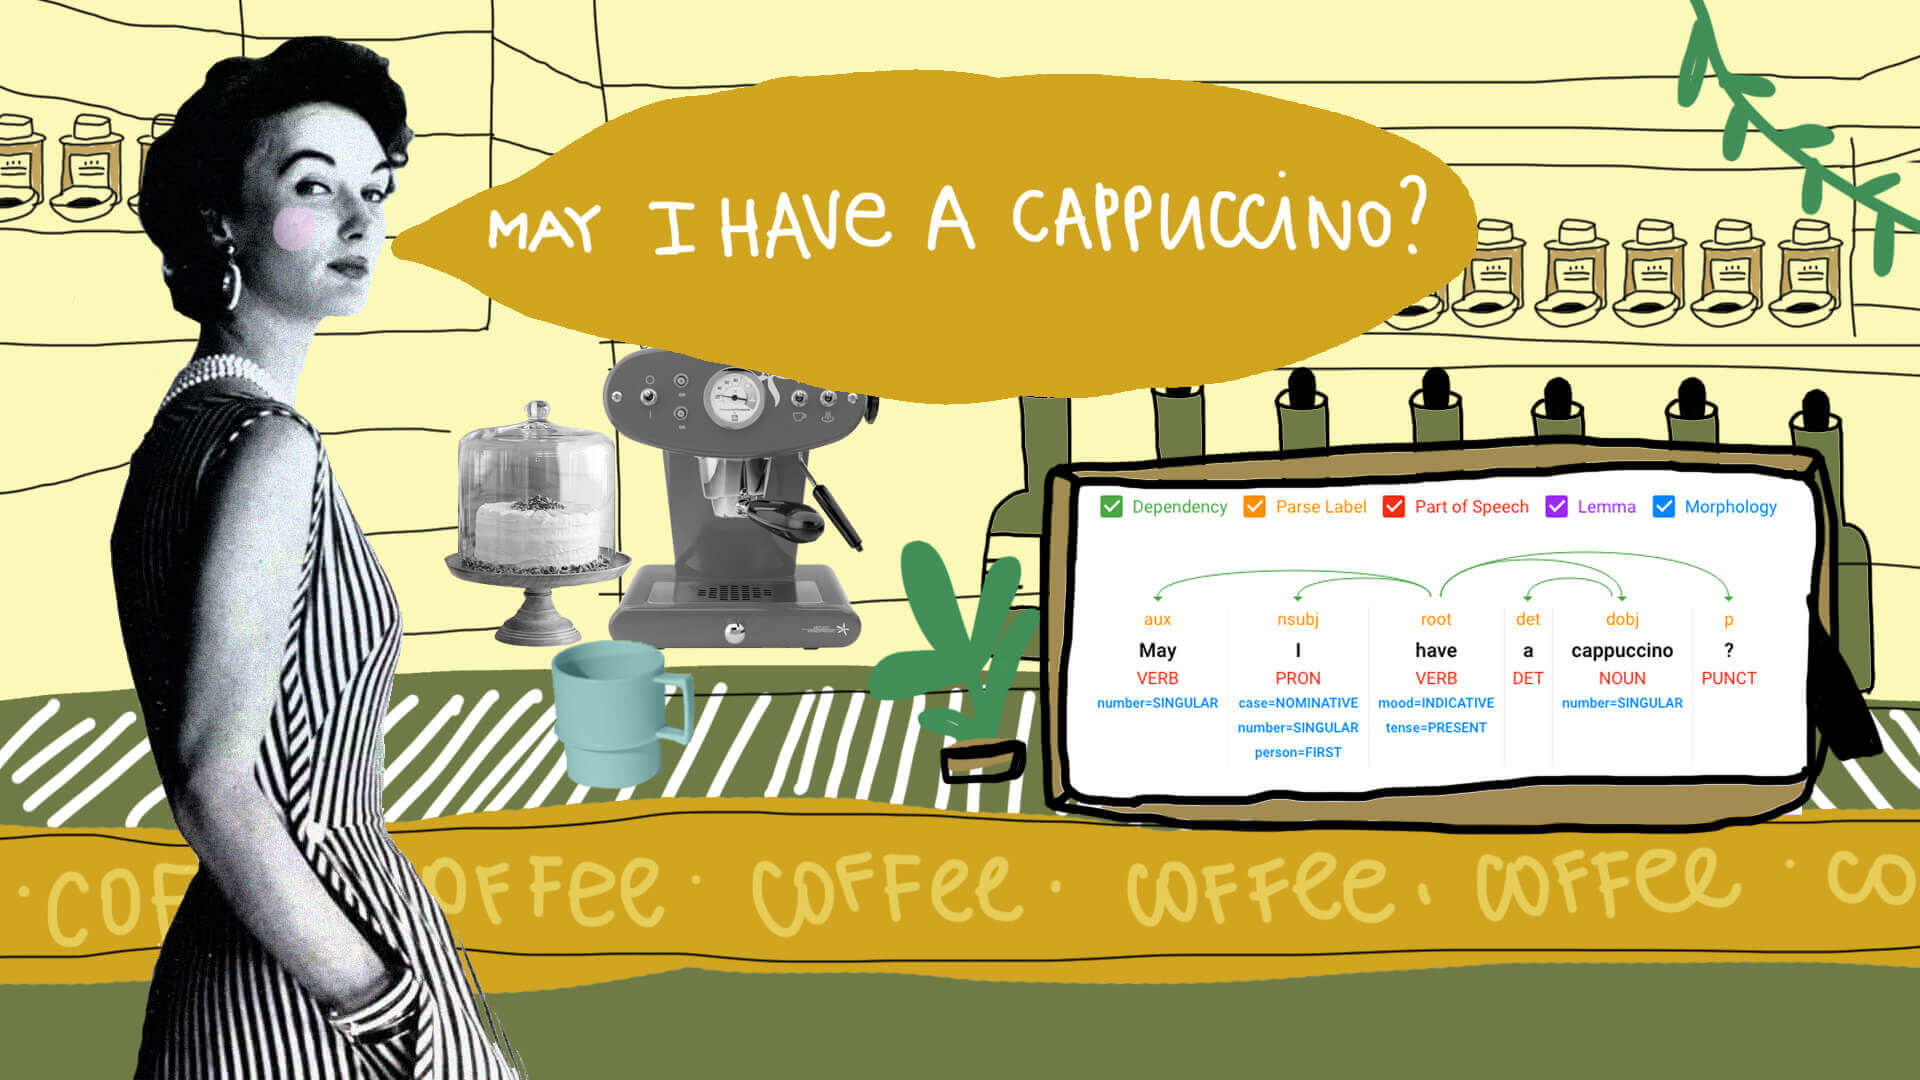 MAY I HAVE A CAPPUCCINO?
Dependency Parse Label Part of Speech Lemma Morphology
aux nsubj root det dobj p
May I have a cappuccino ?
VERB PRON VERB DET NOUN PUNCT
number=SINGULAR case=NOMINATIVE mood=INDICATIVE number=SINGULAR
number=SINGULAR tense=PRESENT
person=FIRST
COF OFFee · COFFee · COFFee · COFFee · CO